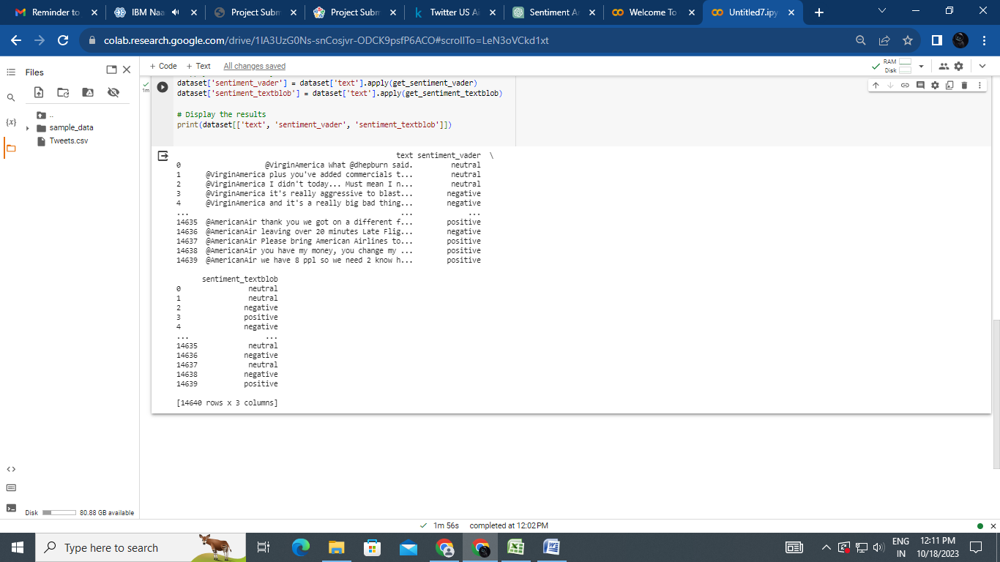 Reminder to
IBM Naa
Project Subm
Project Subm
Twitter US Ai
Sentiment An
Welcome To
Untitled7.ipy
colab.research.google.com/drive/1IA3UzG0Ns-snCosjvr-ODCK9psfP6ACO#scrollTo=LeN3oVCkd1xt
Files
+ Code + Text All changes saved
RAM
Disk
{x}
..
sample_data
Tweets.csv
1m
dataset['sentiment_vader'] = dataset['text'].apply(get_sentiment_vader)
dataset['sentiment_textblob'] = dataset['text'].apply(get_sentiment_textblob)
# Display the results
print(dataset[['text', 'sentiment_vader', 'sentiment_textblob']])
text sentiment_vader \
0 @VirginAmerica What @dhepburn said. neutral
1 @VirginAmerica plus you've added commercials t... neutral
2 @VirginAmerica I didn't today... Must mean I n... neutral
3 @VirginAmerica it's really aggressive to blast... negative
4 @VirginAmerica and it's a really big bad thing... negative
... ... ...
14635 @AmericanAir thank you we got on a different f... positive
14636 @AmericanAir leaving over 20 minutes Late Flig... negative
14637 @AmericanAir Please bring American Airlines to... positive
14638 @AmericanAir you have my money, you change my ... positive
14639 @AmericanAir we have 8 ppl so we need 2 know h... positive
sentiment_textblob
0 neutral
1 neutral
2 negative
3 positive
4 negative
... ...
14635 neutral
14636 negative
14637 neutral
14638 negative
14639 positive
[14640 rows x 3 columns]
Disk 80.88 GB available
1m 56s completed at 12:02 PM
Type here to search
ENG
IN
12:11 PM
10/18/2023